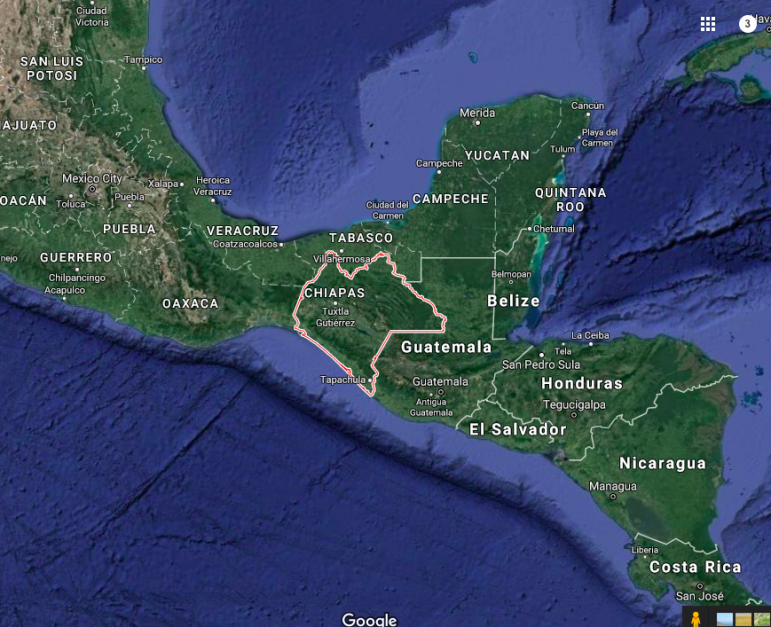 Ciudad
Victoria
3
SAN LUIS
POTOSI
Tampico
AJUATO
Merida
Cancún
Playa del
Carmen
Tulum
YUCATAN
Campeche
Mexico City
Xalapa
Heroica
Veracruz
OACÁN
Toluca
Puebla
Ciudad del
Carmen
CAMPECHE
QUINTANA
ROO
PUEBLA
VERACRUZ
Coatzacoalcos
TABASCO
Chetumal
GUERRERO
Villahermosa
nejo
Chilpancingo
Acapulco
Belmopan
CHIAPAS
OAXACA
Tuxtla
Gutiérrez
Belize
Guatemala
La Ceiba
Tela
San Pedro Sula
Tapachula
Guatemala
Honduras
Antigua
Guatemala
Tegucigalpa
El Salvador
Nicaragua
Managua
Liberia
Costa Rica
San José
Google